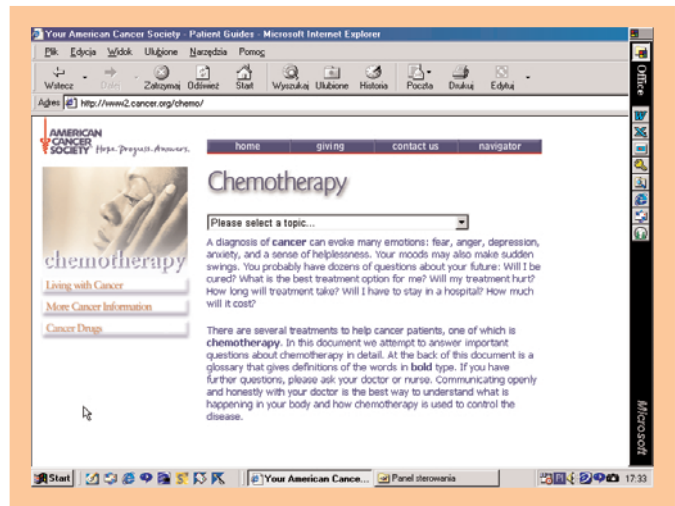 Your American Cancer Society - Patient Guides - Microsoft Internet Explorer
Plik Edycja Widok Ulubione Narzędzia Pomoc
Wstecz Dalej Zatrzymaj Odśwież Start Wyszukaj Ulubione Historia Poczta Drukuj Edytuj
Adres http://www2.cancer.org/chemo/
Office
AMERICAN
CANCER
SOCIETY Hope. Progress. Answers.
home giving contact us navigator
Chemotherapy
Please select a topic...
chemotherapy
Living with Cancer
More Cancer Information
Cancer Drugs
A diagnosis of cancer can evoke many emotions: fear, anger, depression,
anxiety, and a sense of helplessness. Your moods may also make sudden
swings. You probably have dozens of questions about your future: Will I be
cured? What is the best treatment option for me? Will my treatment hurt?
How long will treatment take? Will I have to stay in a hospital? How much
will it cost?
There are several treatments to help cancer patients, one of which is
chemotherapy. In this document we attempt to answer important
questions about chemotherapy in detail. At the back of this document is a
glossary that gives definitions of the words in bold type. If you have
further questions, please ask your doctor or nurse. Communicating openly
and honestly with your doctor is the best way to understand what is
happening in your body and how chemotherapy is used to control the
disease.
Microsoft
Start Your American Cance... Panel sterowania 17:33